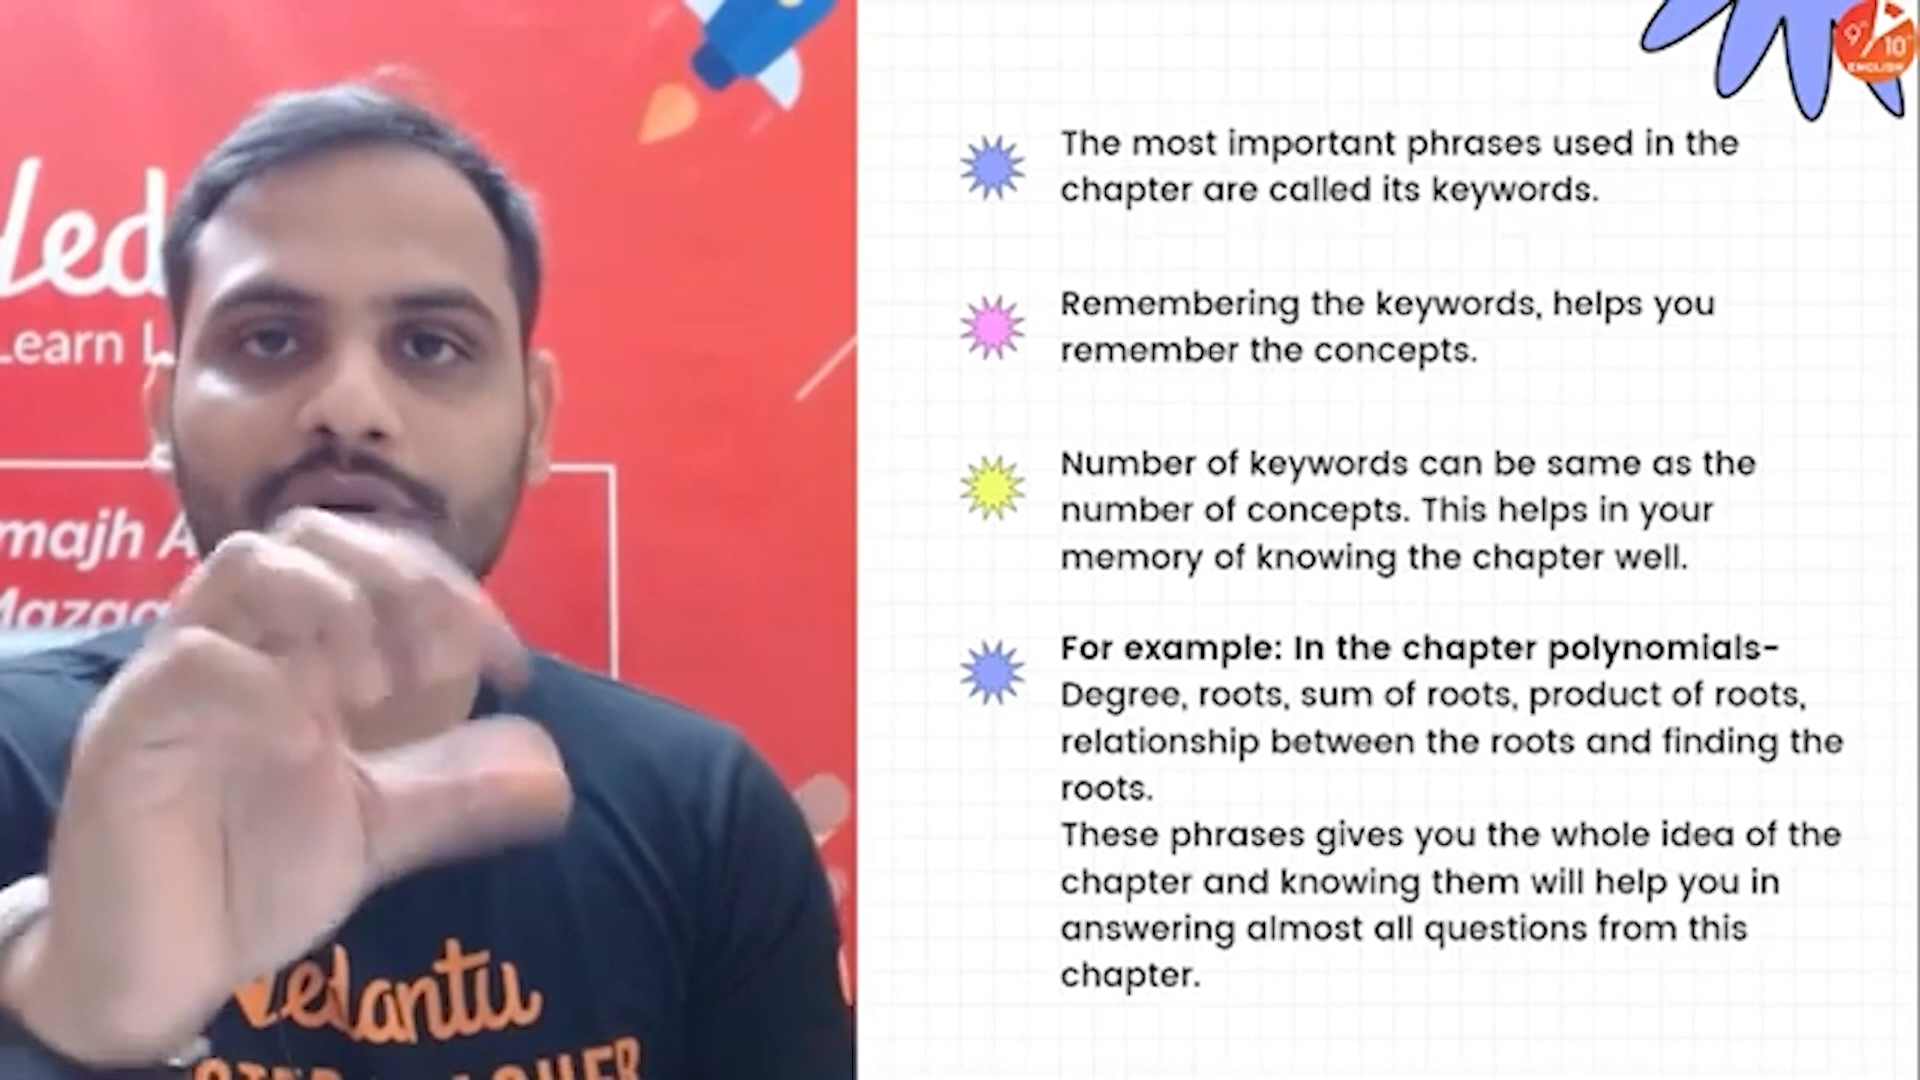 Learn L
majh A
Vedantu
The most important phrases used in the
chapter are called its keywords.
Remembering the keywords, helps you
remember the concepts.
Number of keywords can be same as the
number of concepts. This helps in your
memory of knowing the chapter well.
For example: In the chapter polynomials-
Degree, roots, sum of roots, product of roots,
relationship between the roots and finding the
roots.
These phrases gives you the whole idea of the
chapter and knowing them will help you in
answering almost all questions from this
chapter.
9 10
ENGLISH